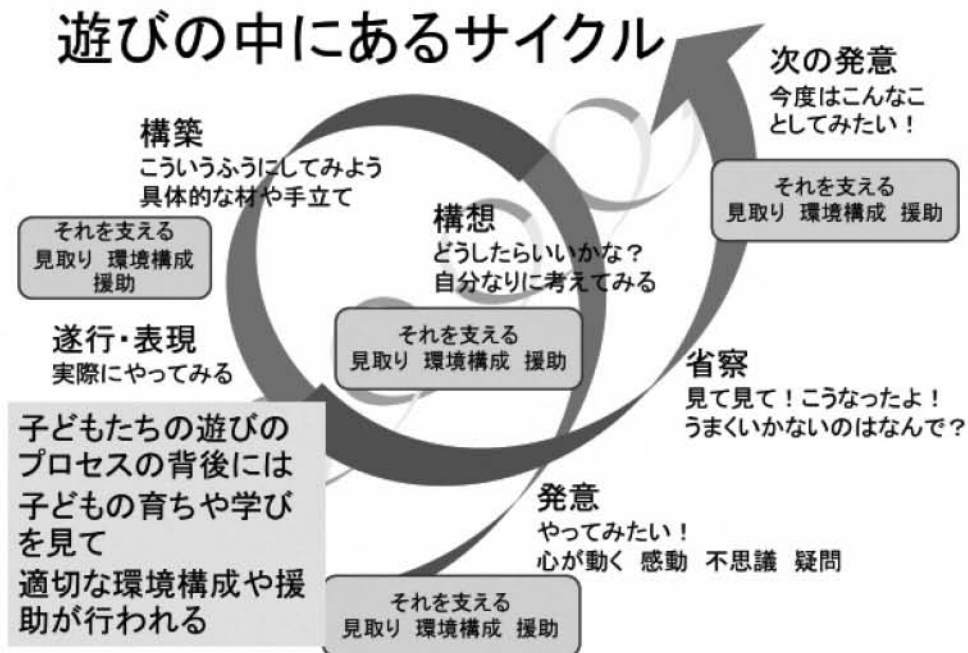 遊びの中にあるサイクル
次の発意
今度はこんなこ
としてみたい！
それを支える
見取り 環境構成 援助
構築
こういうふうにしてみよう
具体的な材や手立て
それを支える
見取り 環境構成
援助
構想
どうしたらいいかな？
自分なりに考えてみる
それを支える
見取り 環境構成 援助
遂行・表現
実際にやってみる
省察
見て見て！こうなったよ！
うまくいかないのはなんで？
子どもたちの遊びの
プロセスの背後には
子どもの育ちや学び
を見て
適切な環境構成や援
助が行われる
発意
やってみたい！
心が動く 感動 不思議 疑問
それを支える
見取り 環境構成 援助